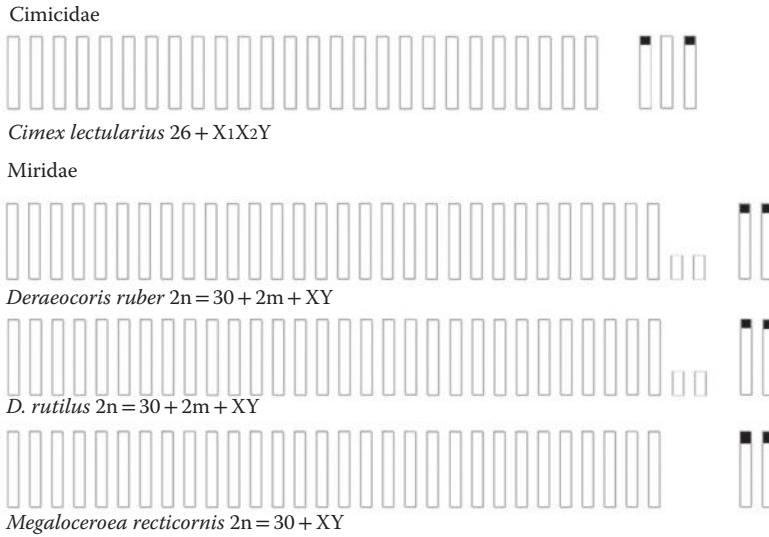 Cimicidae
Cimex lectularius 26 + X1X2Y
Miridae
Deraeocoris ruber 2n = 30 + 2m + XY
D. rutilus 2n = 30 + 2m + XY
Megaloceroea recticornis 2n = 30 + XY